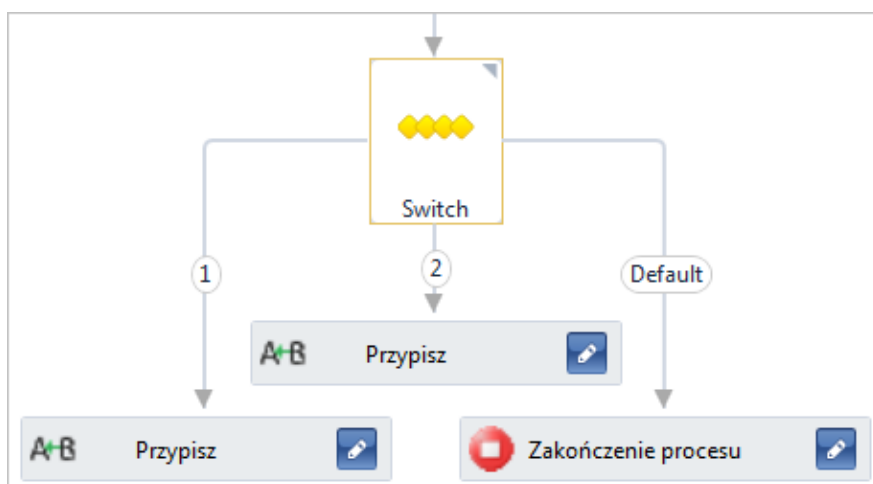 Switch
1
2
Default
A B
Przypisz
A B
Przypisz
Zakończenie procesu